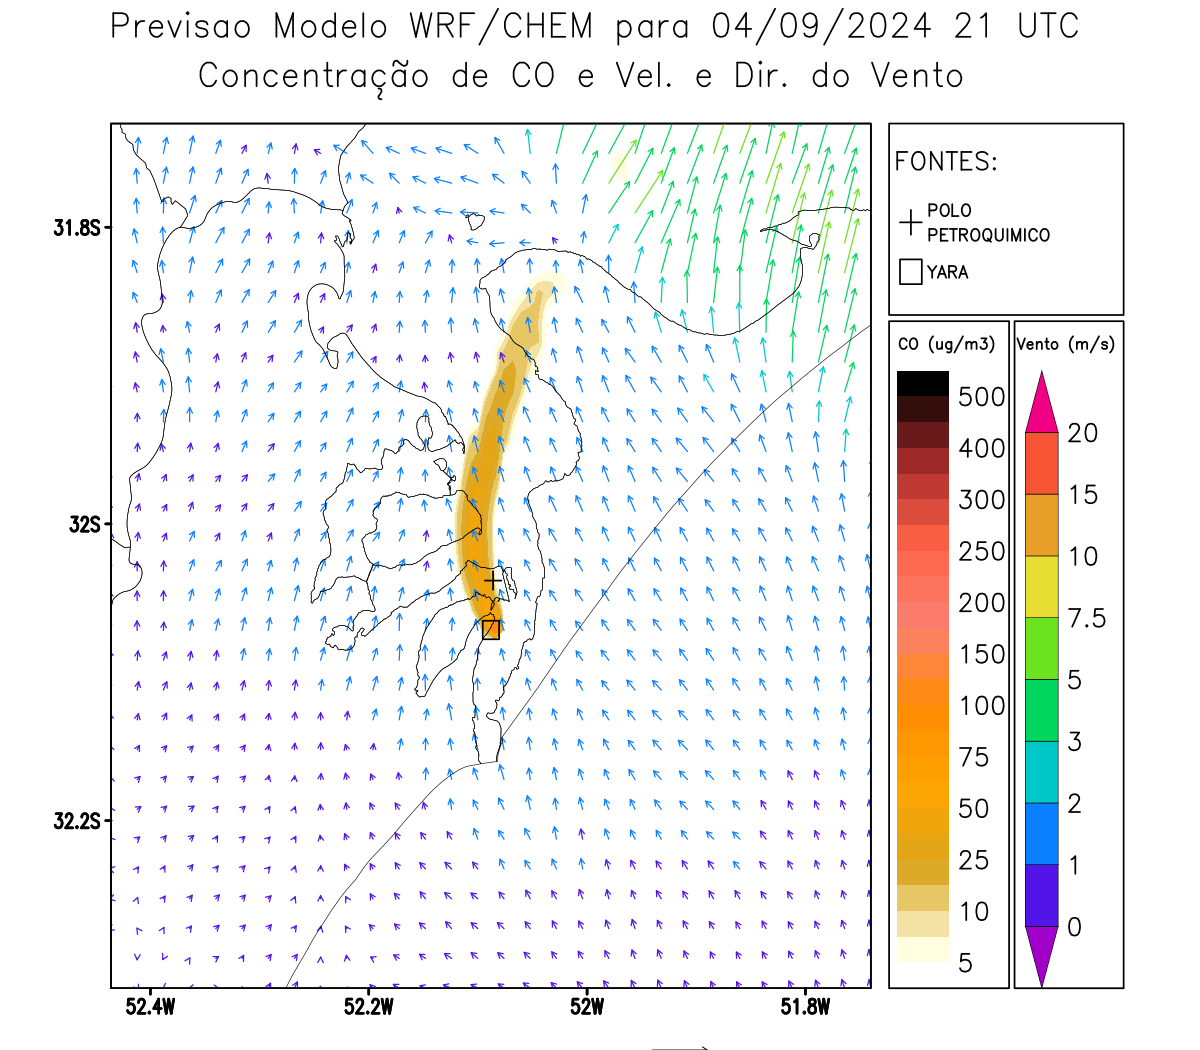 Previsao Modelo WRF/CHEM para 04/09/2024 21 UTC
Concentração de CO e Vel. e Dir. do Vento
FONTES:
POLO
PETROQUIMICO
YARA
CO (ug/m3)
500
400
300
250
200
150
100
75
50
25
10
5
Vento (m/s)
20
15
10
7.5
5
3
2
1
0
31.8S
32S
32.2S
52.4W
52.2W
52W
51.8W